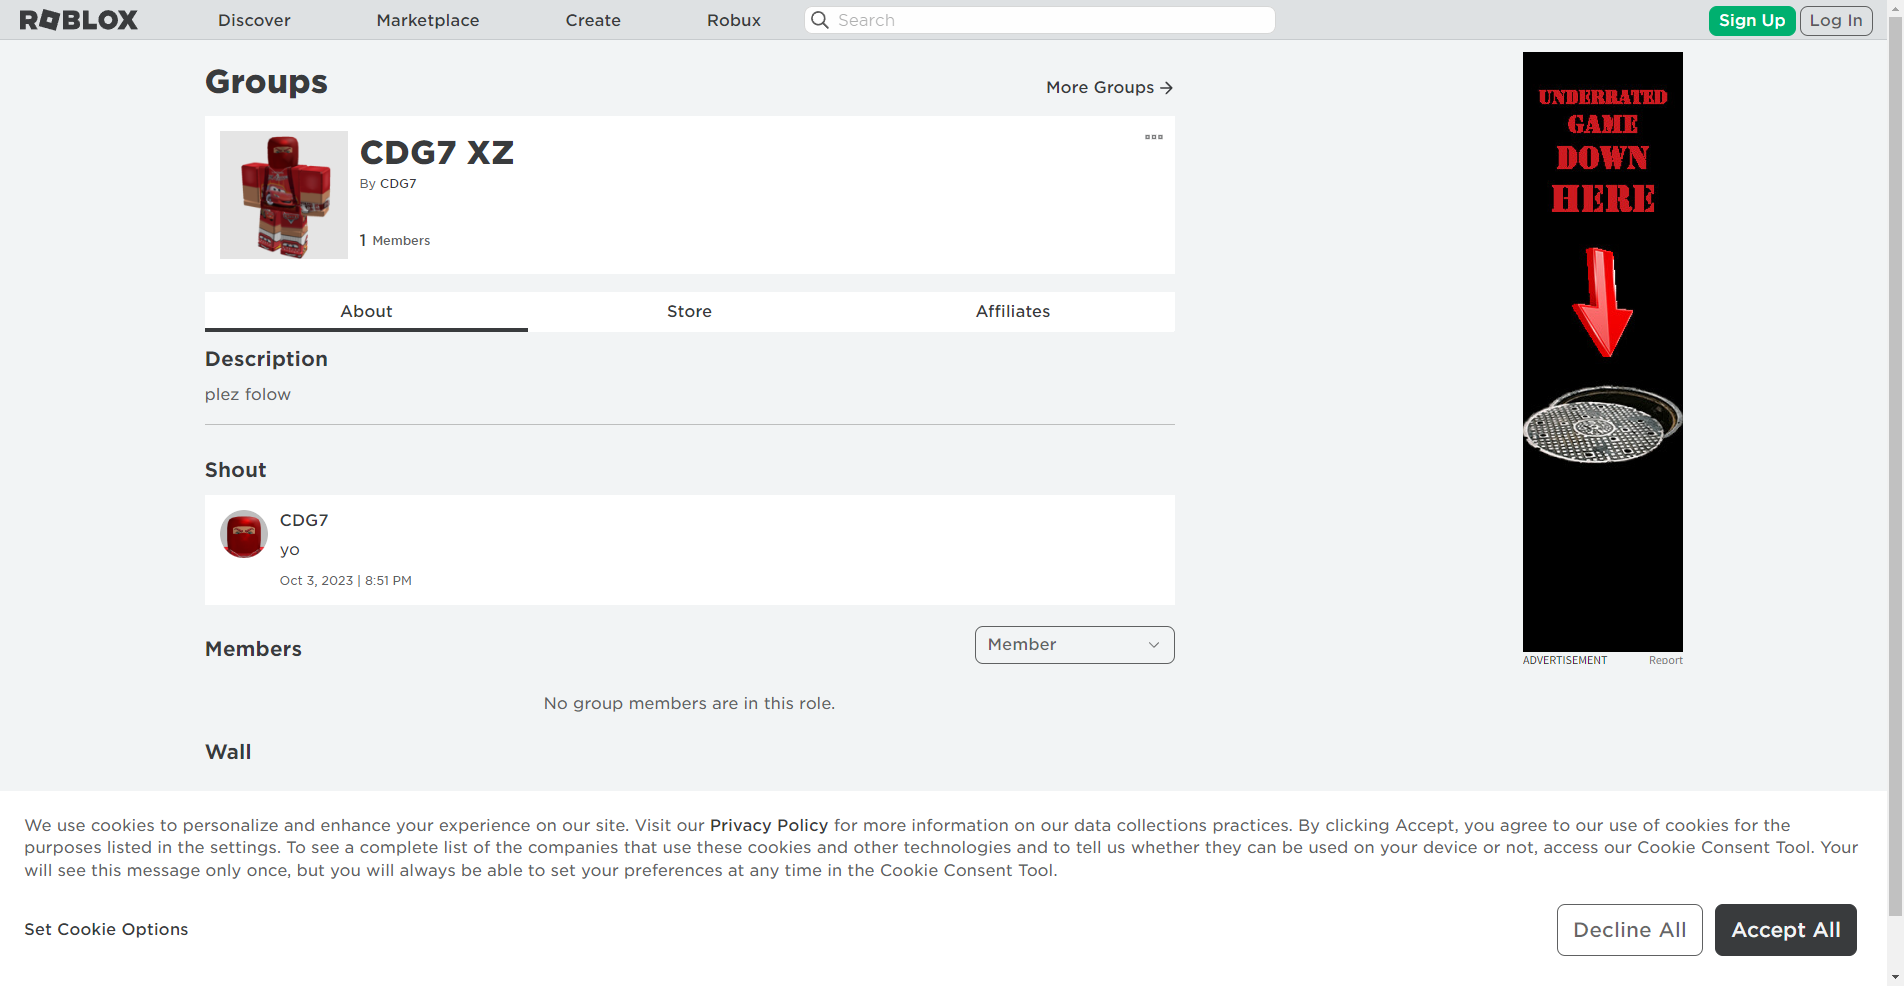 ROBLOX
Discover
Marketplace
Create
Robux
Search
Sign Up
Log In
Groups
More Groups →
CDG7 XZ
By CDG7
1 Members
About
Store
Affiliates
Description
plez folow
Shout
CDG7
yo
Oct 3, 2023 | 8:51 PM
Members
Member
No group members are in this role.
Wall
UNDERRATED
GAME
DOWN
HERE
ADVERTISEMENT
Report
We use cookies to personalize and enhance your experience on our site. Visit our Privacy Policy for more information on our data collections practices. By clicking Accept, you agree to our use of cookies for the
purposes listed in the settings. To see a complete list of the companies that use these cookies and other technologies and to tell us whether they can be used on your device or not, access our Cookie Consent Tool. Your
will see this message only once, but you will always be able to set your preferences at any time in the Cookie Consent Tool.
Set Cookie Options
Decline All
Accept All